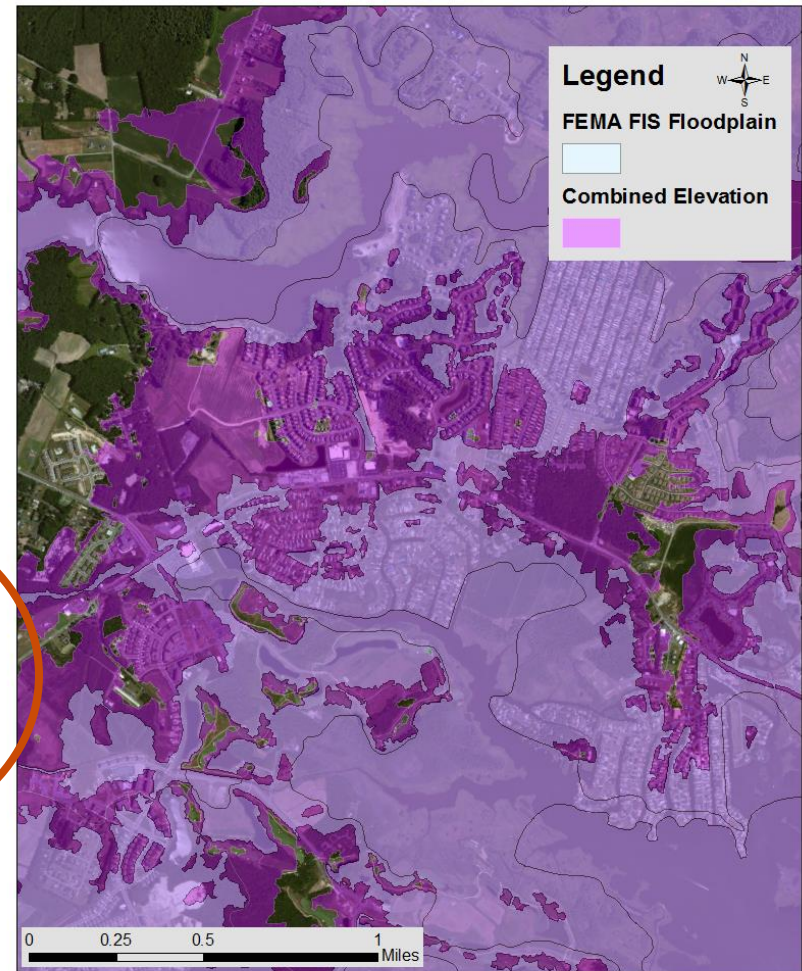 Legend
N
W E
S
FEMA FIS Floodplain
Combined Elevation
0 0.25 0.5 1
Miles